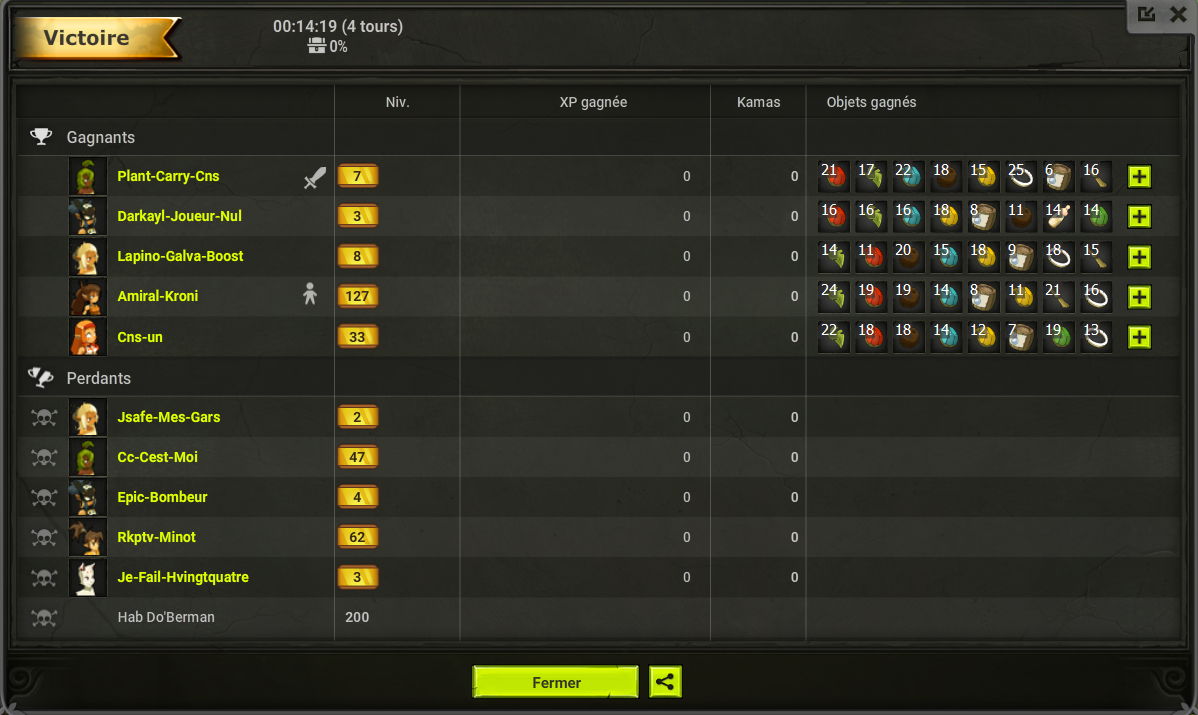 Victoire
00:14:19 (4 tours)
0%
Niv. XP gagnée Kamas Objets gagnés
Gagnants
Plant-Carry-Cns 7 0 0 21 17 22 18 15 25 6 16
Darkayl-Joueur-Nul 3 0 0 16 16 16 18 8 11 14 14
Lapino-Galva-Boost 8 0 0 14 11 20 15 18 9 18 15
Amiral-Kroni 127 0 0 24 19 19 14 8 11 21 16
Cns-un 33 0 0 22 18 18 14 12 7 19 13
Perdants
Jsafe-Mes-Gars 2 0 0
Cc-Cest-Moi 47 0 0
Epic-Bombeur 4 0 0
Rkptv-Minot 62 0 0
Je-Fail-Hvingtquatre 3 0 0
Hab Do'Berman 200
Fermer